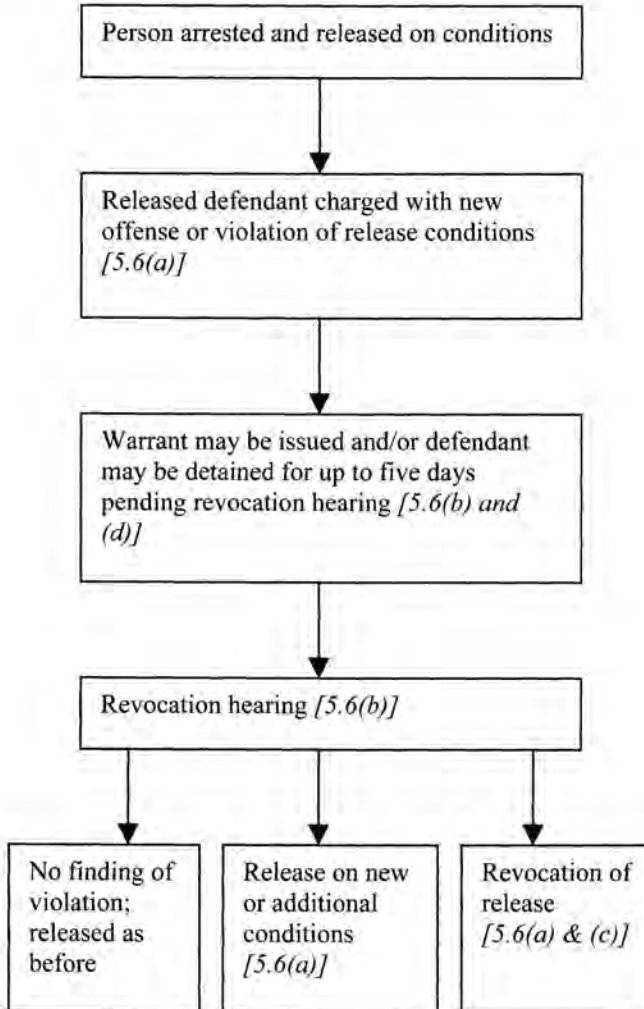 Person arrested and released on conditions
Released defendant charged with new
offense or violation of release conditions
[5.6(a)]
Warrant may be issued and/or defendant
may be detained for up to five days
pending revocation hearing [5.6(b) and
(d)]
Revocation hearing [5.6(b)]
No finding of
violation;
released as
before
Release on new
or additional
conditions
[5.6(a)]
Revocation of
release
[5.6(a) & (c)]